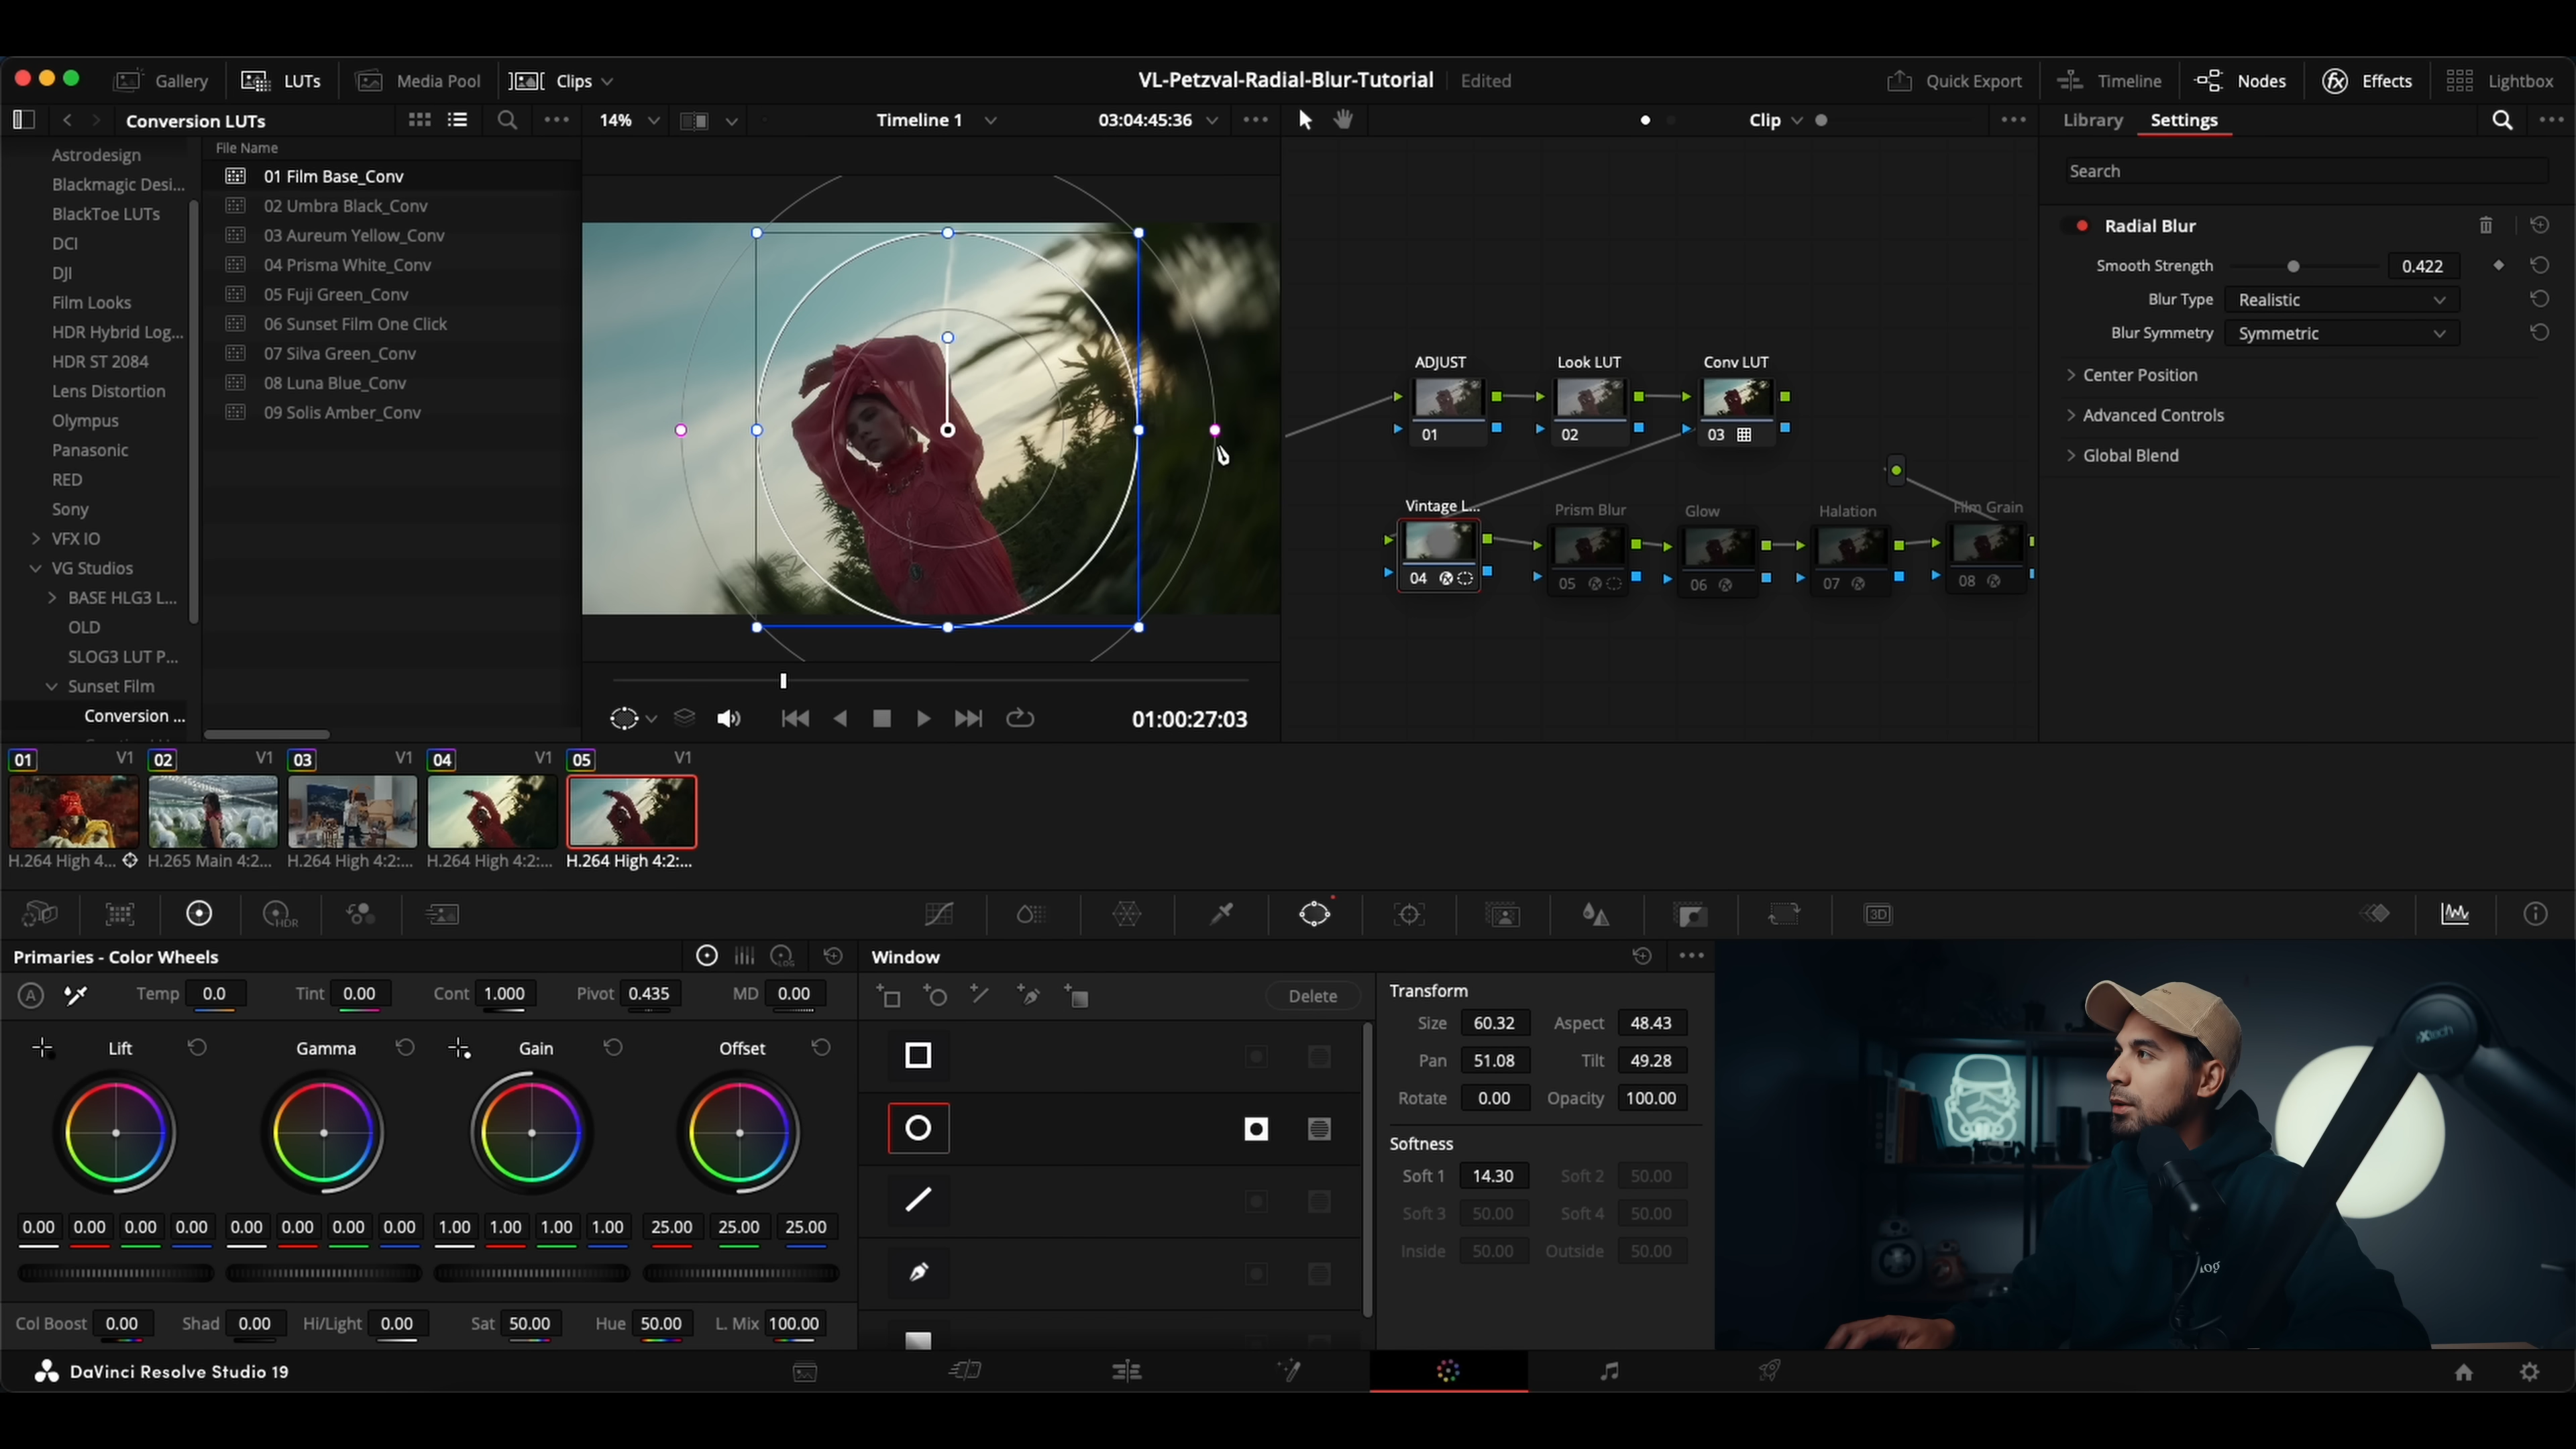 Gallery LUTs Media Pool Clips VL-Petzval-Radial-Blur-Tutorial Edited Quick Export Timeline Nodes Effects Lightbox
Conversion LUTs 14% Timeline 1 03:04:45:36 Clip Library Settings
File Name
Astrodesign
Blackmagic Desi...
BlackToe LUTs
DCI
DJI
Film Looks
HDR Hybrid Log...
HDR ST 2084
Lens Distortion
Olympus
Panasonic
RED
Sony
VFX IO
VG Studios
BASE HLG3 L...
OLD
SLOG3 LUT P...
Sunset Film
Conversion ...
01 Film Base_Conv
02 Umbra Black_Conv
03 Aureum Yellow_Conv
04 Prisma White_Conv
05 Fuji Green_Conv
06 Sunset Film One Click
07 Silva Green_Conv
08 Luna Blue_Conv
09 Solis Amber_Conv
01:00:27:03
ADJUST Look LUT Conv LUT
01 02 03
Vintage L... Prism Blur Glow Halation Film Grain
04 05 06 07 08
Search
Radial Blur
Smooth Strength 0.422
Blur Type Realistic
Blur Symmetry Symmetric
Center Position
Advanced Controls
Global Blend
01 V1 02 V1 03 V1 04 V1 05 V1
H.264 High 4... H.265 Main 4:2... H.264 High 4:2:... H.264 High 4:2:... H.264 High 4:2:...
HDR 3D
Primaries - Color Wheels LOG
A Temp 0.0 Tint 0.00 Cont 1.000 Pivot 0.435 MD 0.00
Lift Gamma Gain Offset
0.00 0.00 0.00 0.00 0.00 0.00 0.00 0.00 1.00 1.00 1.00 1.00 25.00 25.00 25.00
Col Boost 0.00 Shad 0.00 Hi/Light 0.00 Sat 50.00 Hue 50.00 L. Mix 100.00
Window
Delete
Transform
Size 60.32 Aspect 48.43
Pan 51.08 Tilt 49.28
Rotate 0.00 Opacity 100.00
Softness
Soft 1 14.30 Soft 2 50.00
Soft 3 50.00 Soft 4 50.00
Inside 50.00 Outside 50.00
DaVinci Resolve Studio 19